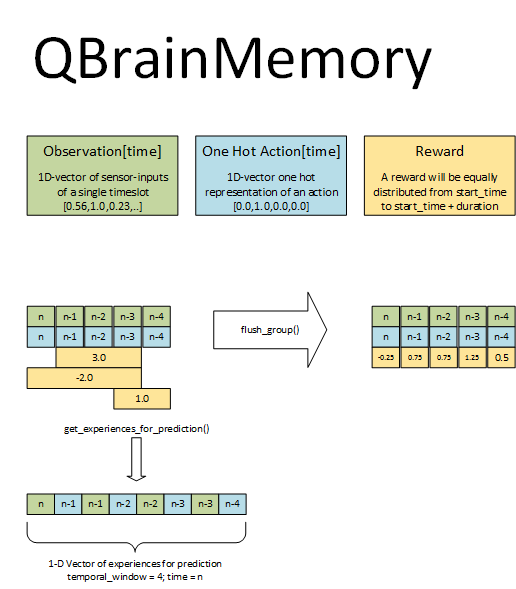 QBrainMemory
Observation[time]
1D-vector of sensor-inputs
of a single timeslot
[0.56,1.0,0.23,..]
One Hot Action[time]
1D-vector one hot
representation of an action
[0.0,1.0,0.0,0.0]
Reward
A reward will be equally
distributed from start_time
to start_time + duration
n n-1 n-2 n-3 n-4
n n-1 n-2 n-3 n-4
3.0
-2.0
1.0
flush_group()
n n-1 n-2 n-3 n-4
n n-1 n-2 n-3 n-4
-0.25 0.75 0.75 1.25 0.5
get_experiences_for_prediction()
n n-1 n-1 n-2 n-2 n-3 n-3 n-4
1-D Vector of experiences for prediction
temporal_window = 4; time = n